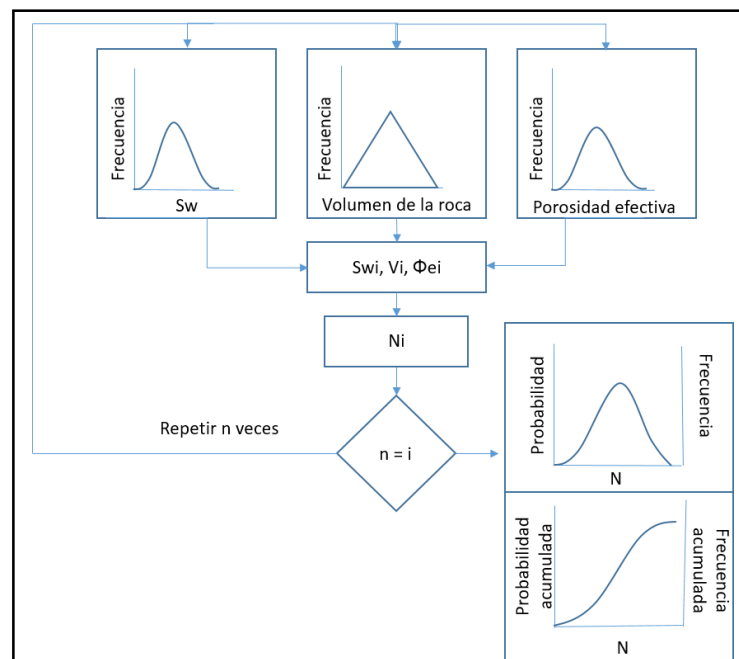 Frecuencia
Sw
Frecuencia
Volumen de la roca
Frecuencia
Porosidad efectiva
Swi, Vi, Φei
Ni
Repetir n veces
n = i
Probabilidad
Frecuencia
N
Probabilidad
acumulada
Frecuencia
acumulada
N